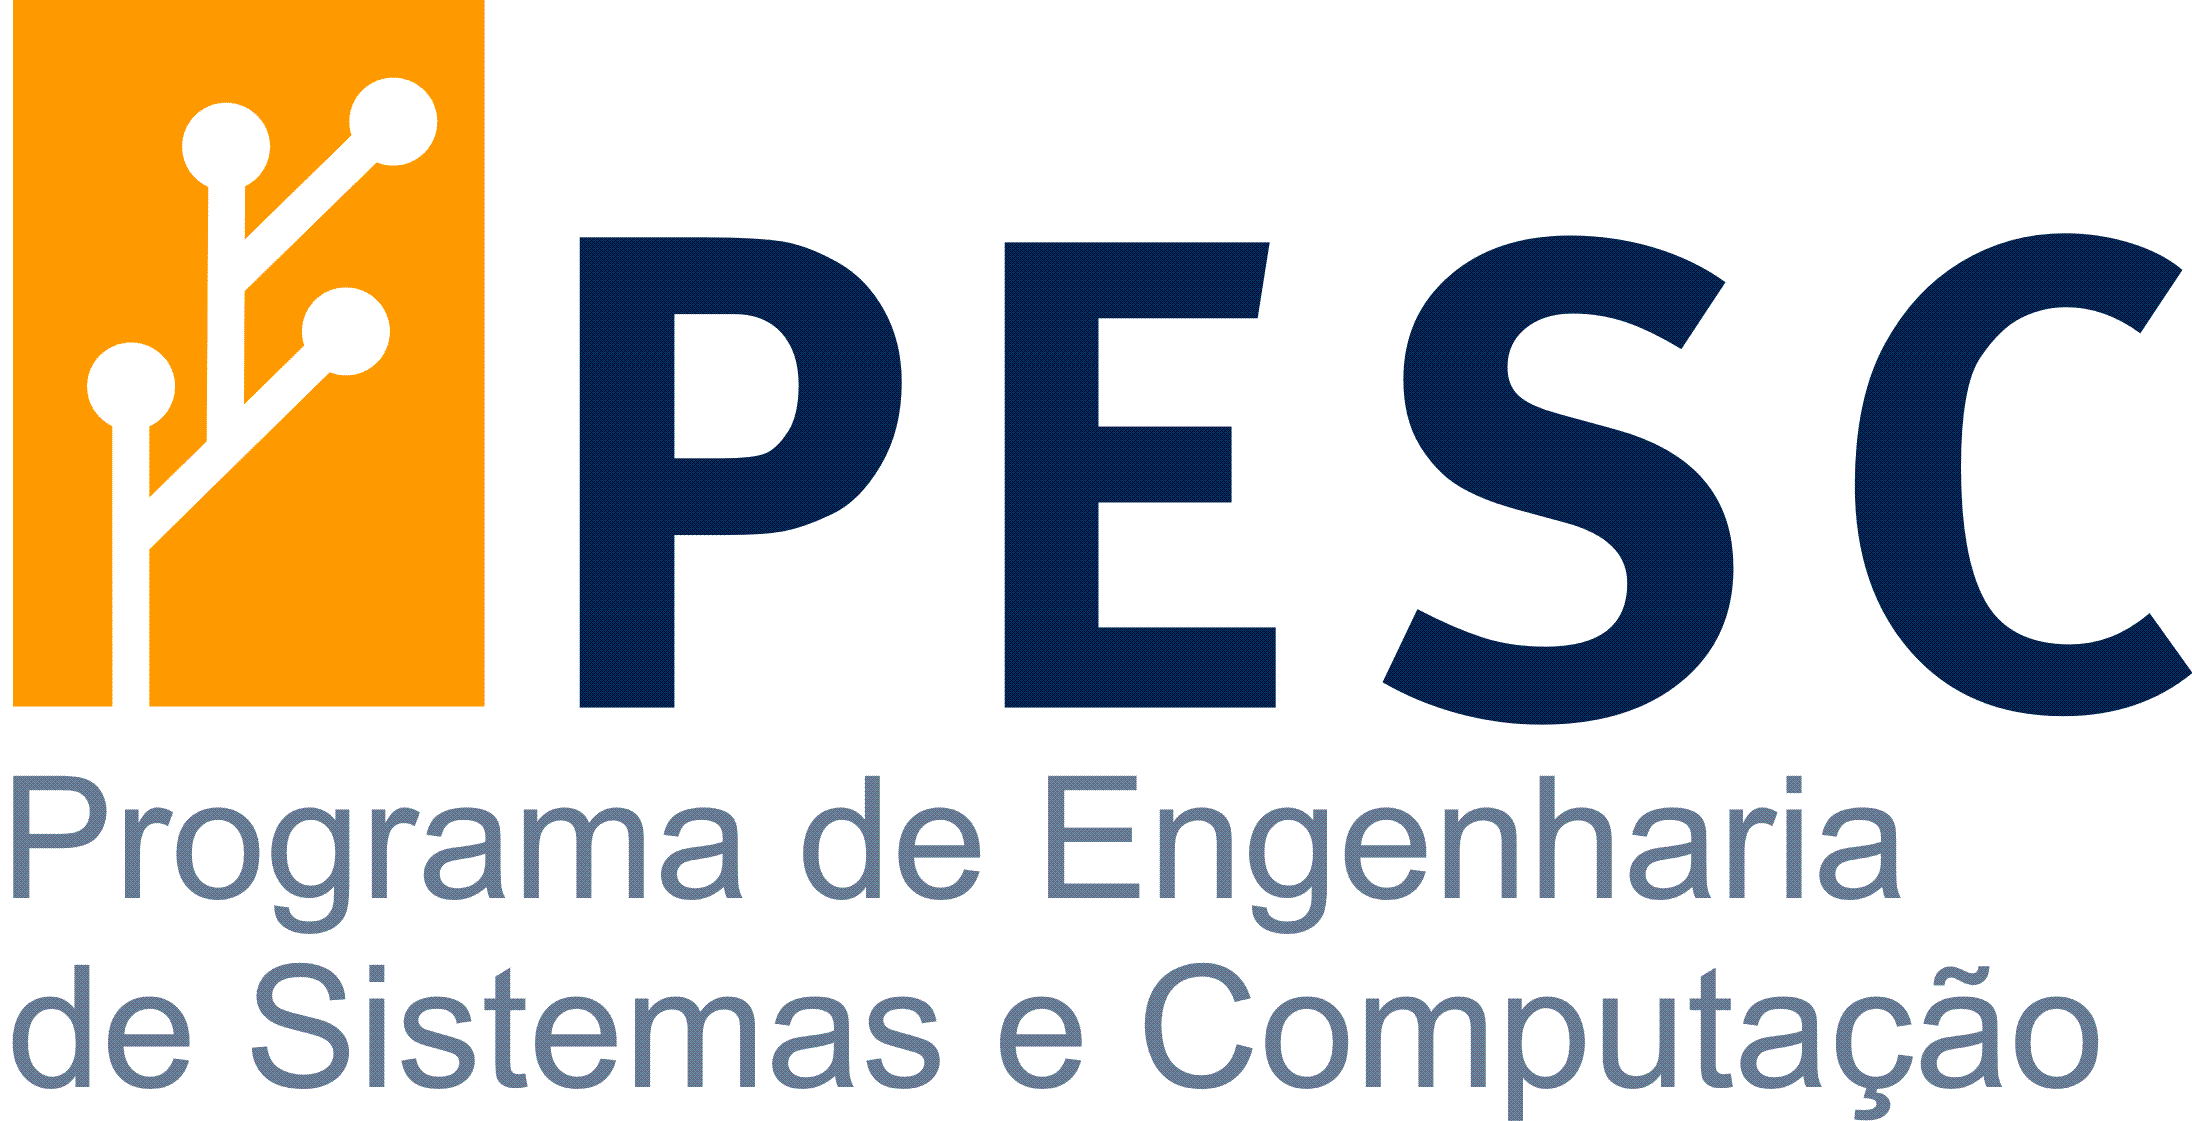 PESC
Programa de Engenharia
de Sistemas e Computação